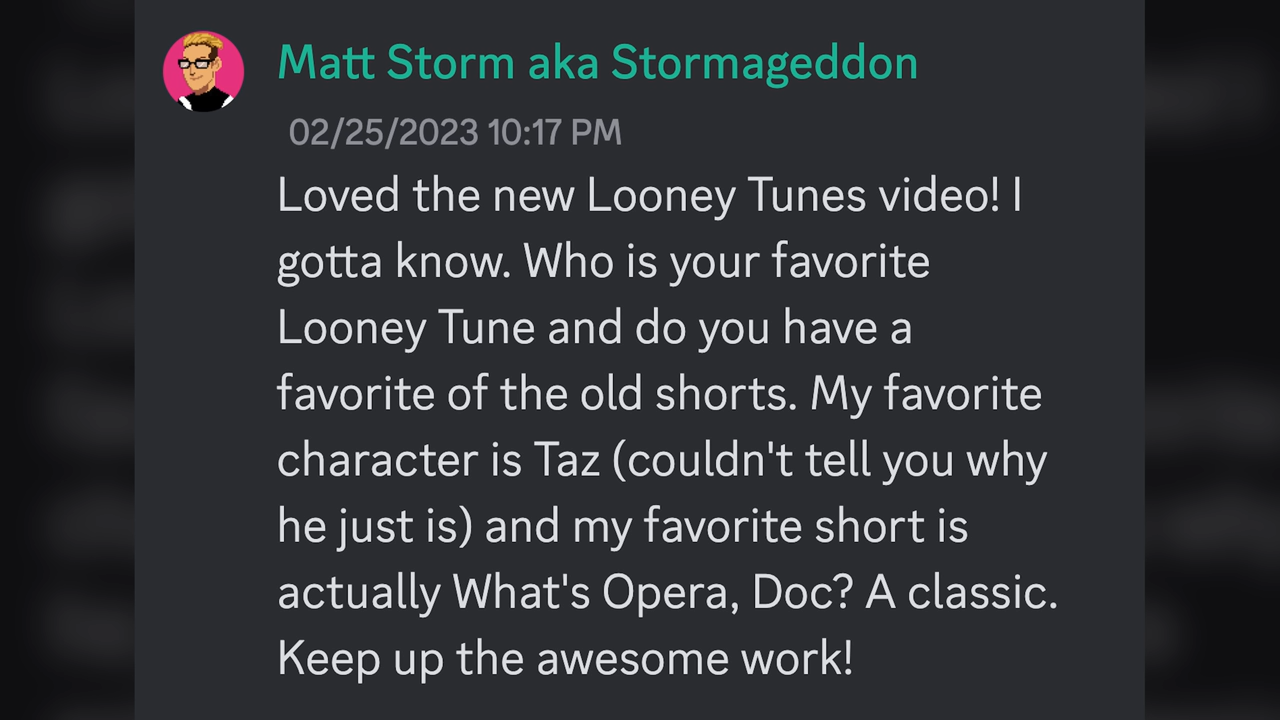 Matt Storm aka Stormageddon
02/25/2023 10:17 PM
Loved the new Looney Tunes video! I
gotta know. Who is your favorite
Looney Tune and do you have a
favorite of the old shorts. My favorite
character is Taz (couldn't tell you why
he just is) and my favorite short is
actually What's Opera, Doc? A classic.
Keep up the awesome work!